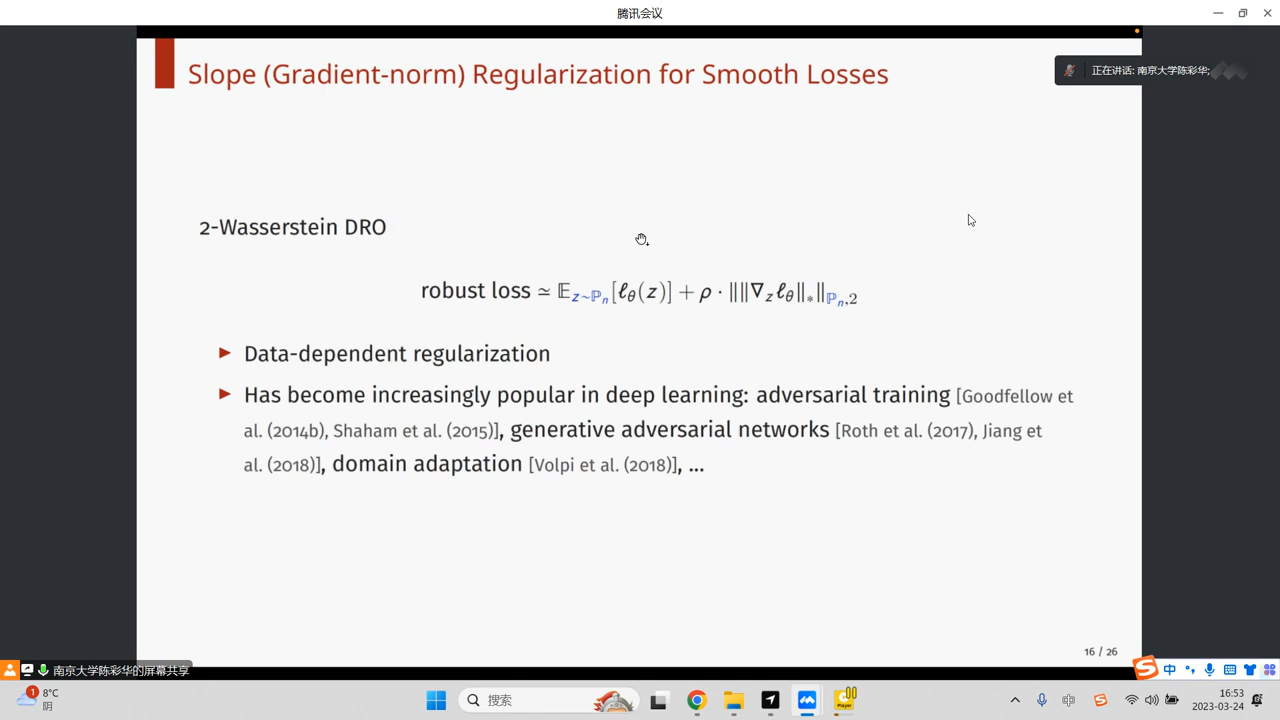 腾讯会议
Slope (Gradient-norm) Regularization for Smooth Losses
正在讲话: 南京大学陈彩华;
2-Wasserstein DRO
robust loss ≃ 𝔼_{z∼ℙ_n}[ℓ_θ(z)] + ρ · ‖‖∇_z ℓ_θ‖_*‖_{ℙ_n,2}
► Data-dependent regularization
► Has become increasingly popular in deep learning: adversarial training [Goodfellow et
al. (2014b), Shaham et al. (2015)], generative adversarial networks [Roth et al. (2017), Jiang et
al. (2018)], domain adaptation [Volpi et al. (2018)], ...
16 / 26
南京大学陈彩华的屏幕共享
中
1
8°C
阴
搜索
Player
中
16:53
2023-03-24